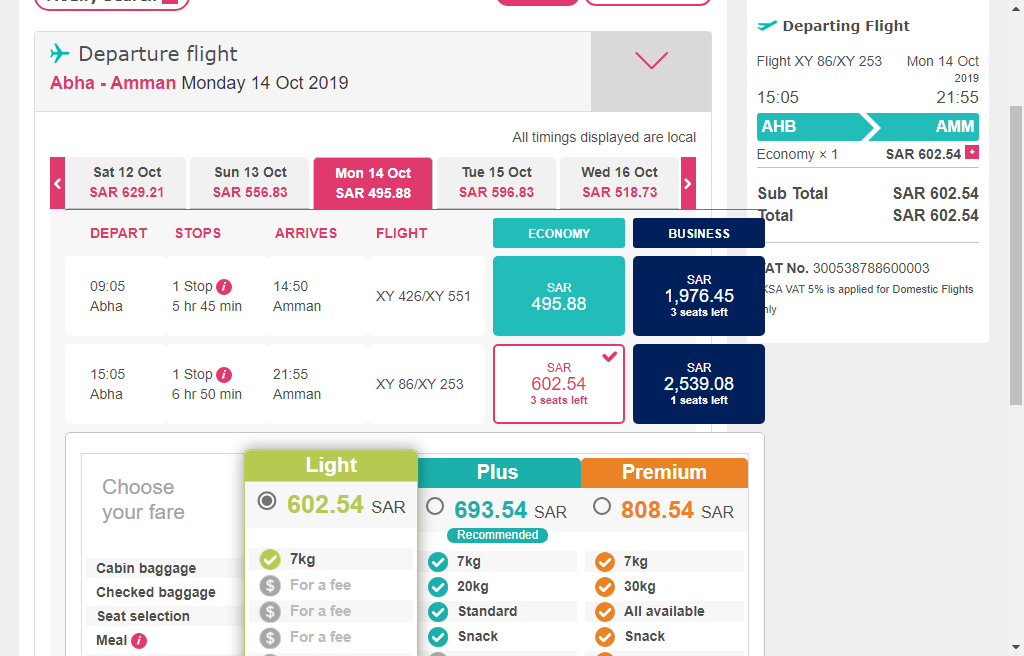 Departure flight
Abha - Amman Monday 14 Oct 2019
All timings displayed are local
Sat 12 Oct
SAR 629.21
Sun 13 Oct
SAR 556.83
Mon 14 Oct
SAR 495.88
Tue 15 Oct
SAR 596.83
Wed 16 Oct
SAR 518.73
DEPART STOPS ARRIVES FLIGHT ECONOMY BUSINESS
09:05
Abha
1 Stop i
5 hr 45 min
14:50
Amman
XY 426/XY 551
SAR
495.88
SAR
1,976.45
3 seats left
15:05
Abha
1 Stop i
6 hr 50 min
21:55
Amman
XY 86/XY 253
SAR
602.54
3 seats left
SAR
2,539.08
1 seats left
Choose
your fare
Light
602.54 SAR
Plus
693.54 SAR
Recommended
Premium
808.54 SAR
Cabin baggage
Checked baggage
Seat selection
Meal i
7kg
$ For a fee
$ For a fee
$ For a fee
7kg
20kg
Standard
Snack
7kg
30kg
All available
Snack
Departing Flight
Flight XY 86/XY 253 Mon 14 Oct
2019
15:05 21:55
AHB AMM
Economy × 1 SAR 602.54 +
Sub Total SAR 602.54
Total SAR 602.54
AT No. 300538788600003
KSA VAT 5% is applied for Domestic Flights
nly